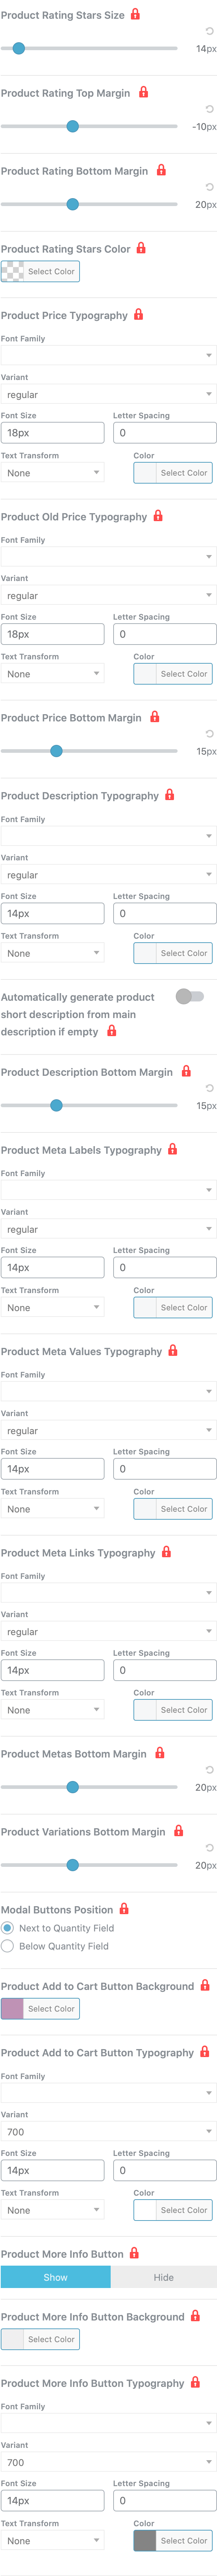 Product Rating Stars Size
14px
Product Rating Top Margin
-10px
Product Rating Bottom Margin
20px
Product Rating Stars Color
Select Color
Product Price Typography
Font Family
Variant
regular
Font Size Letter Spacing
18px 0
Text Transform Color
None Select Color
Product Old Price Typography
Font Family
Variant
regular
Font Size Letter Spacing
18px 0
Text Transform Color
None Select Color
Product Price Bottom Margin
15px
Product Description Typography
Font Family
Variant
regular
Font Size Letter Spacing
14px 0
Text Transform Color
None Select Color
Automatically generate product
short description from main
description if empty
Product Description Bottom Margin
15px
Product Meta Labels Typography
Font Family
Variant
regular
Font Size Letter Spacing
14px 0
Text Transform Color
None Select Color
Product Meta Values Typography
Font Family
Variant
regular
Font Size Letter Spacing
14px 0
Text Transform Color
None Select Color
Product Meta Links Typography
Font Family
Variant
regular
Font Size Letter Spacing
14px 0
Text Transform Color
None Select Color
Product Metas Bottom Margin
20px
Product Variations Bottom Margin
20px
Modal Buttons Position
Next to Quantity Field
Below Quantity Field
Product Add to Cart Button Background
Select Color
Product Add to Cart Button Typography
Font Family
Variant
700
Font Size Letter Spacing
14px 0
Text Transform Color
None Select Color
Product More Info Button
Show Hide
Product More Info Button Background
Select Color
Product More Info Button Typography
Font Family
Variant
700
Font Size Letter Spacing
14px 0
Text Transform Color
None Select Color